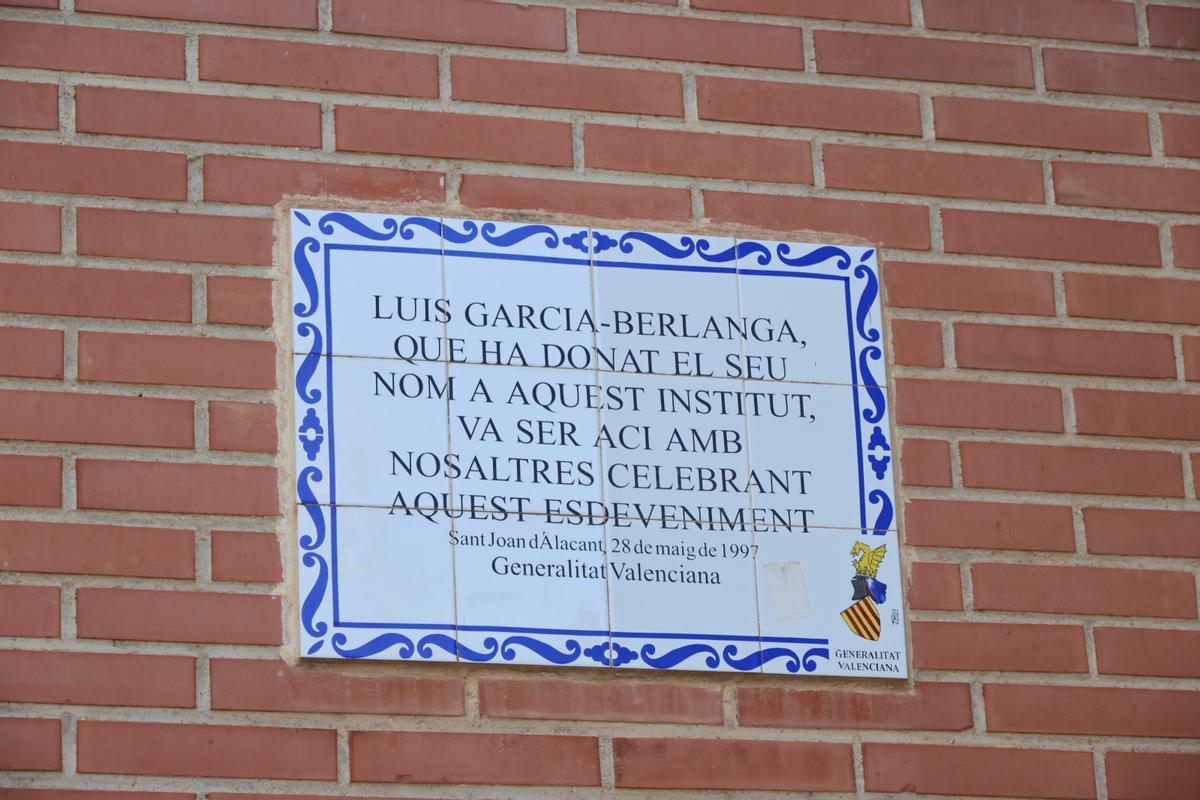 LUIS GARCIA-BERLANGA,
QUE HA DONAT EL SEU
NOM A AQUEST INSTITUT,
VA SER ACI AMB
NOSALTRES CELEBRANT
AQUEST ESDEVENIMENT
Sant Joan d'Alacant, 28 de maig de 1997
Generalitat Valenciana
GENERALITAT
VALENCIANA